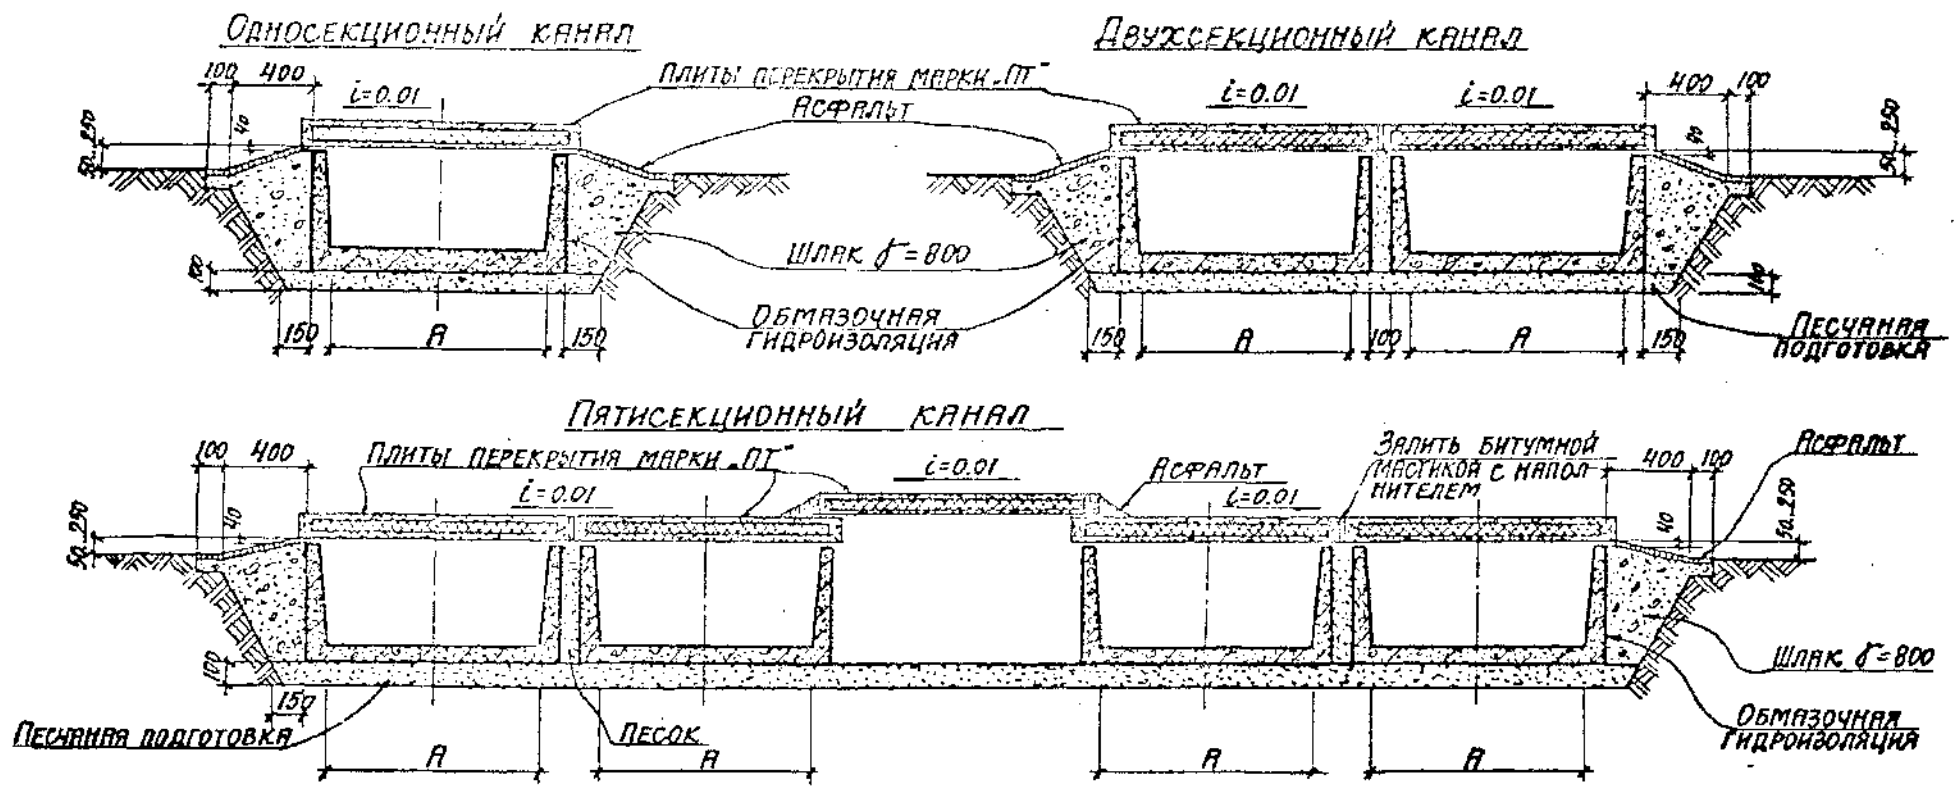 Односекционный канал
Двухсекционный канал
100 400
i=0.01
Плиты перекрытия марки „ПТ“
Асфальт
i=0.01
i=0.01
400 100
50..250
40
40
50..250
Шлак γ=800
100
100
Обмазочная
гидроизоляция
Песчаная
подготовка
150 А 150
150 А 100 А 150
Пятисекционный канал
100 400
Плиты перекрытия марки „ПТ“
i=0.01
i=0.01
Асфальт
i=0.01
Залить битумной
мастикой с напол-
нителем
400 100
Асфальт
50..250
40
40
50..250
100
150
Шлак γ=800
Песчаная подготовка
Песок
Обмазочная
гидроизоляция
А А А А